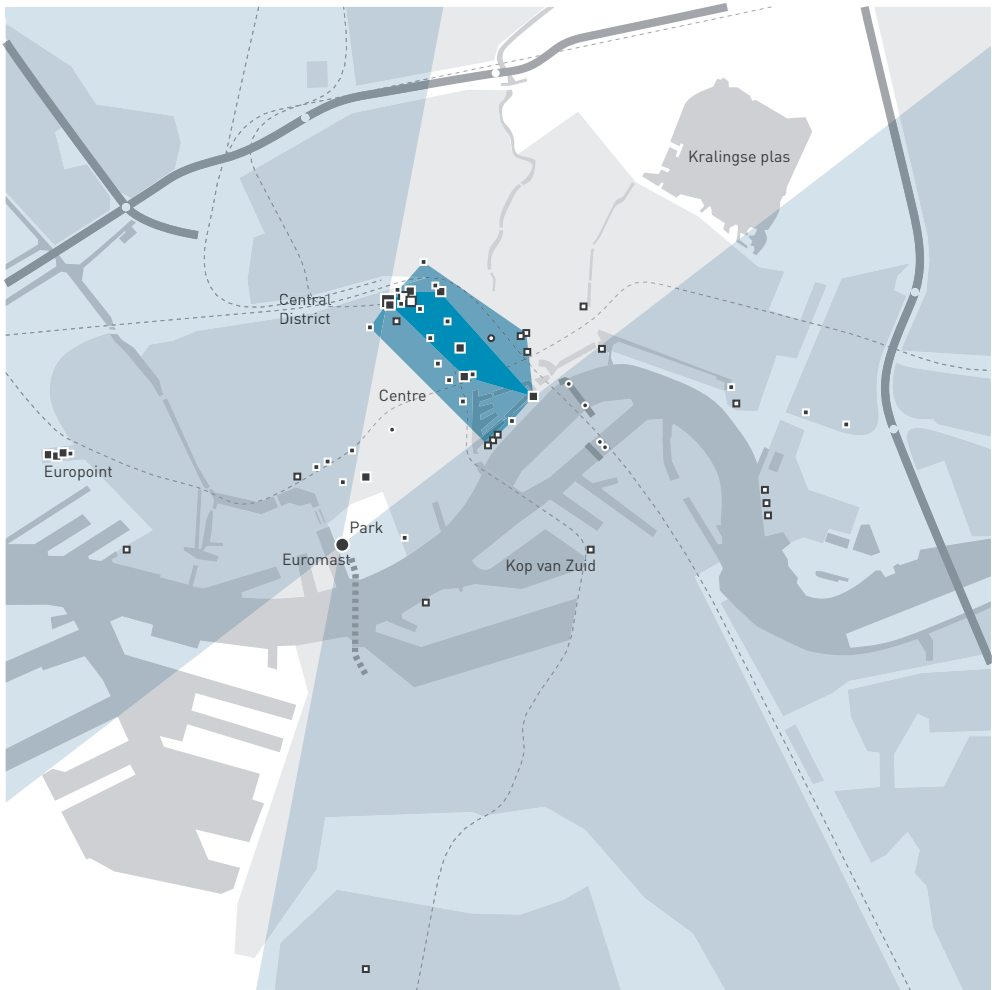 Kralingse plas
Central
District
Centre
Europoint
Park
Euromast
Kop van Zuid